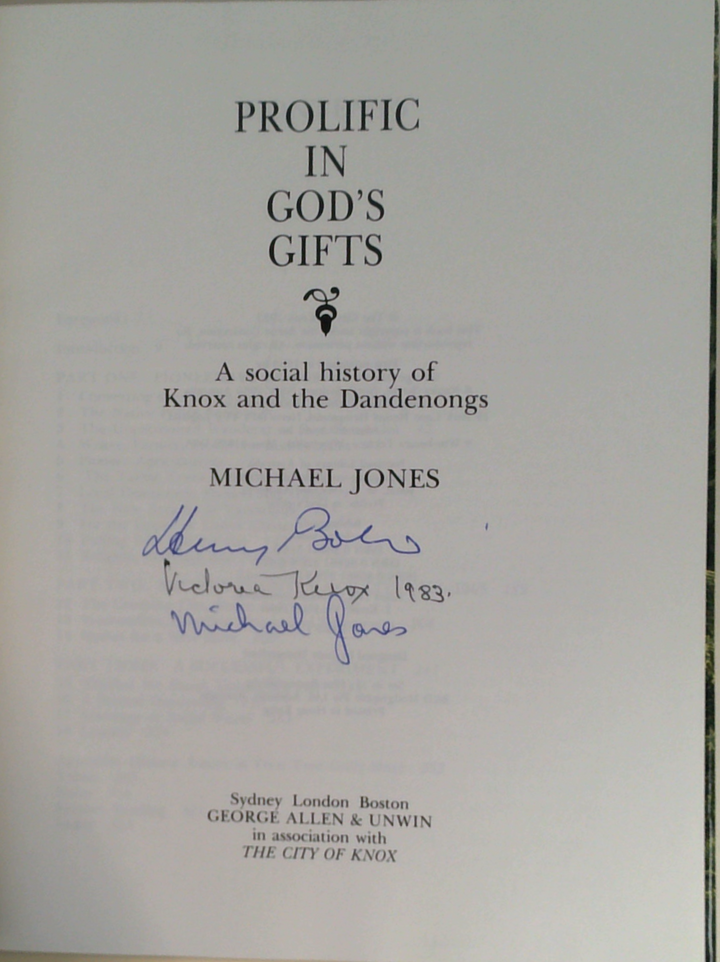 PROLIFIC
IN
GOD'S
GIFTS
A social history of
Knox and the Dandenongs
MICHAEL JONES
Henry
Victoria Knox 1983.
Michael Jones
Sydney London Boston
GEORGE ALLEN & UNWIN
in association with
THE CITY OF KNOX